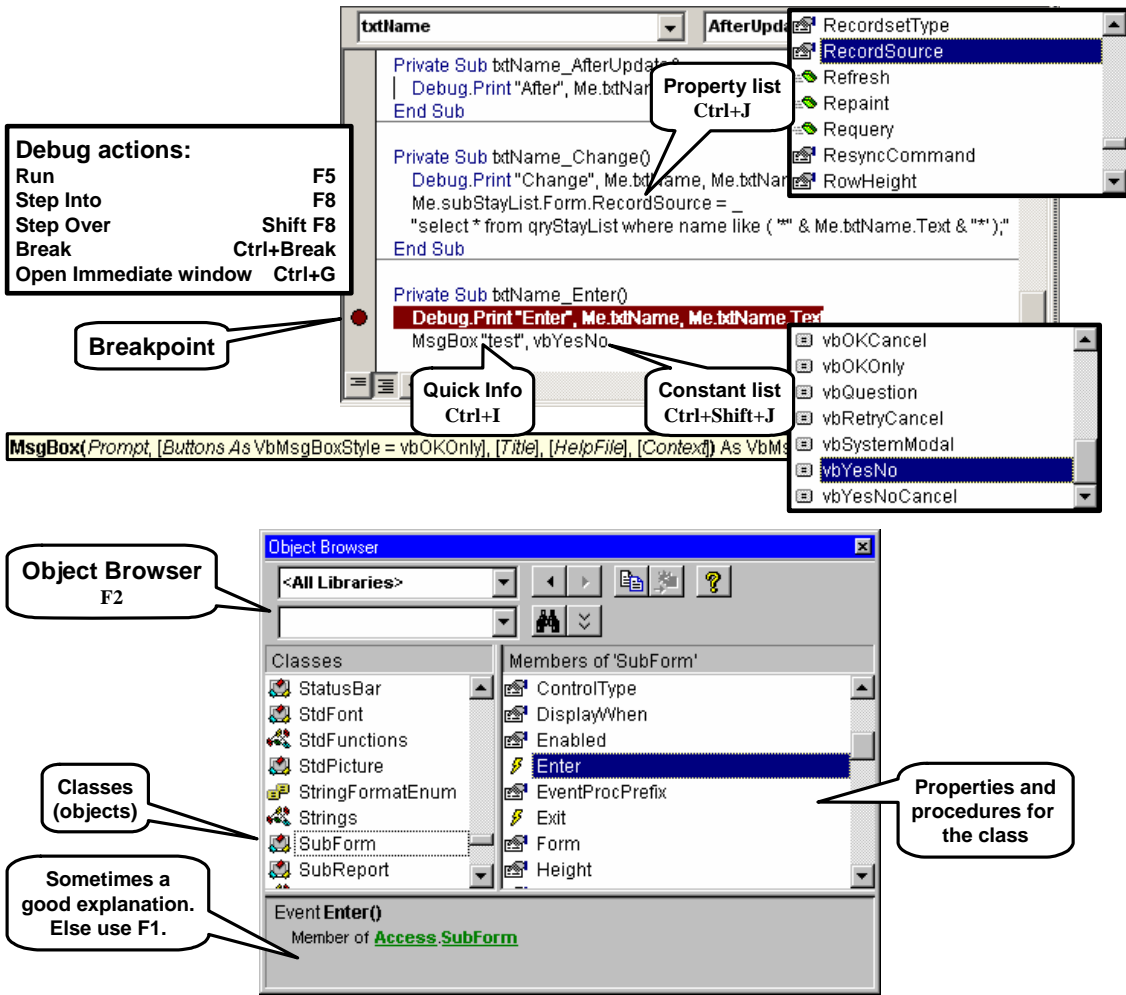 txtName
AfterUpda
Private Sub txtName_AfterUpdate()
Debug.Print "After", Me.txtNam
End Sub
Property list
Ctrl+J
RecordsetType
RecordSource
Refresh
Repaint
Requery
ResyncCommand
RowHeight
Debug actions:
Run F5
Step Into F8
Step Over Shift F8
Break Ctrl+Break
Open Immediate window Ctrl+G
Private Sub txtName_Change()
Debug.Print "Change", Me.txtName, Me.txtNam
Me.subStayList.Form.RecordSource = _
"select * from qryStayList where name like ( '*" & Me.txtName.Text & "*' );"
End Sub
Private Sub txtName_Enter()
Debug.Print "Enter", Me.txtName, Me.txtName.Text
MsgBox "test", vbYesNo
Breakpoint
Quick Info
Ctrl+I
Constant list
Ctrl+Shift+J
vbOKCancel
vbOKOnly
vbQuestion
vbRetryCancel
vbSystemModal
vbYesNo
vbYesNoCancel
MsgBox(Prompt, [Buttons As VbMsgBoxStyle = vbOKOnly], [Title], [HelpFile], [Context]) As VbMs
Object Browser
F2
Object Browser
<All Libraries>
Classes
StatusBar
StdFont
StdFunctions
StdPicture
StringFormatEnum
Strings
SubForm
SubReport
Members of 'SubForm'
ControlType
DisplayWhen
Enabled
Enter
EventProcPrefix
Exit
Form
Height
Classes
(objects)
Properties and
procedures for
the class
Sometimes a
good explanation.
Else use F1.
Event Enter()
Member of Access.SubForm